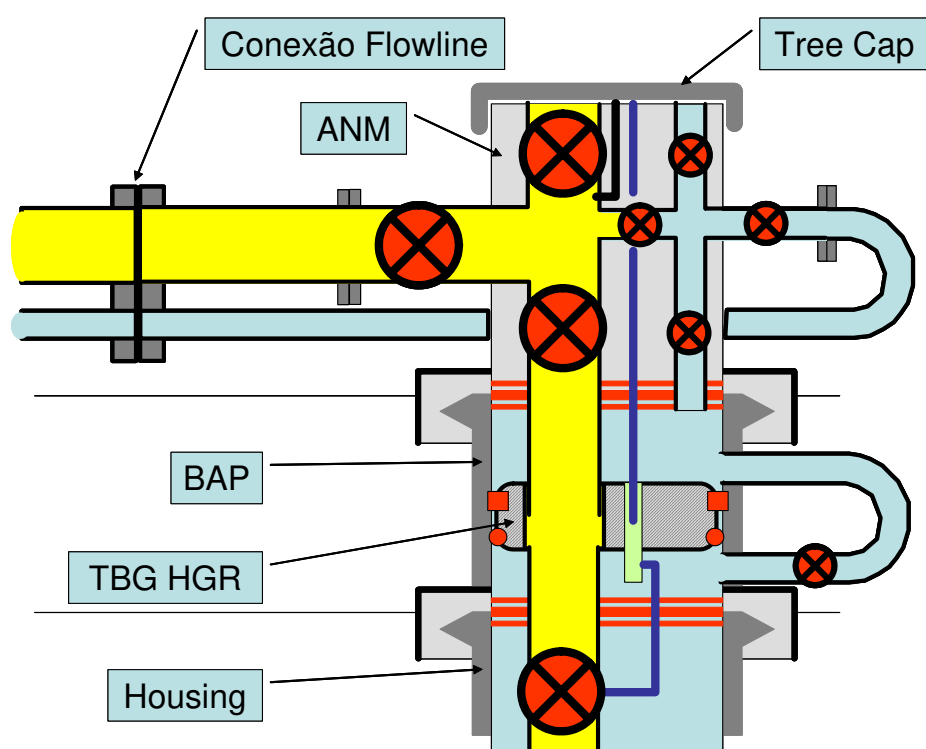 Conexão Flowline
Tree Cap
ANM
BAP
TBG HGR
Housing